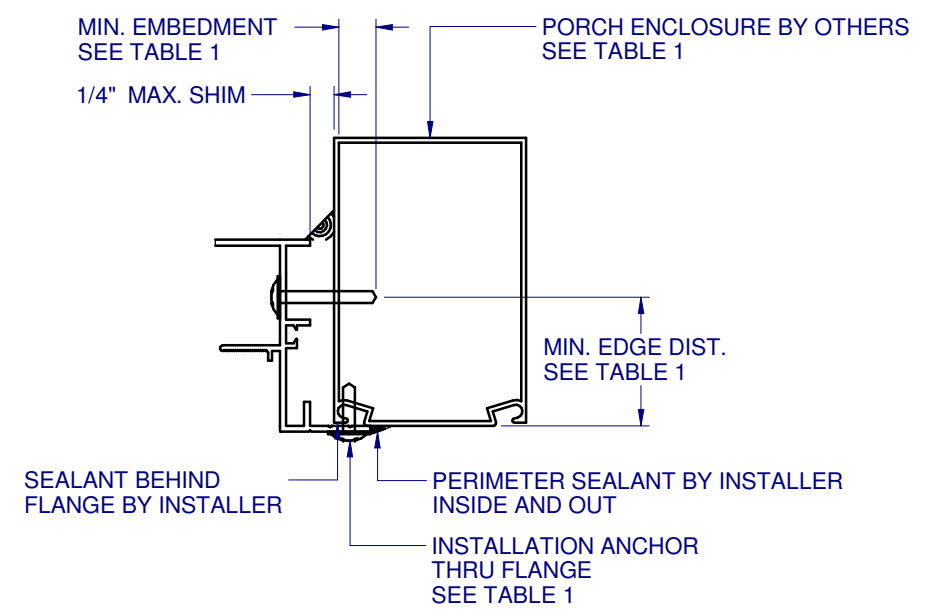 MIN. EMBEDMENT
SEE TABLE 1
1/4" MAX. SHIM
PORCH ENCLOSURE BY OTHERS
SEE TABLE 1
MIN. EDGE DIST.
SEE TABLE 1
SEALANT BEHIND
FLANGE BY INSTALLER
PERIMETER SEALANT BY INSTALLER
INSIDE AND OUT
INSTALLATION ANCHOR
THRU FLANGE
SEE TABLE 1